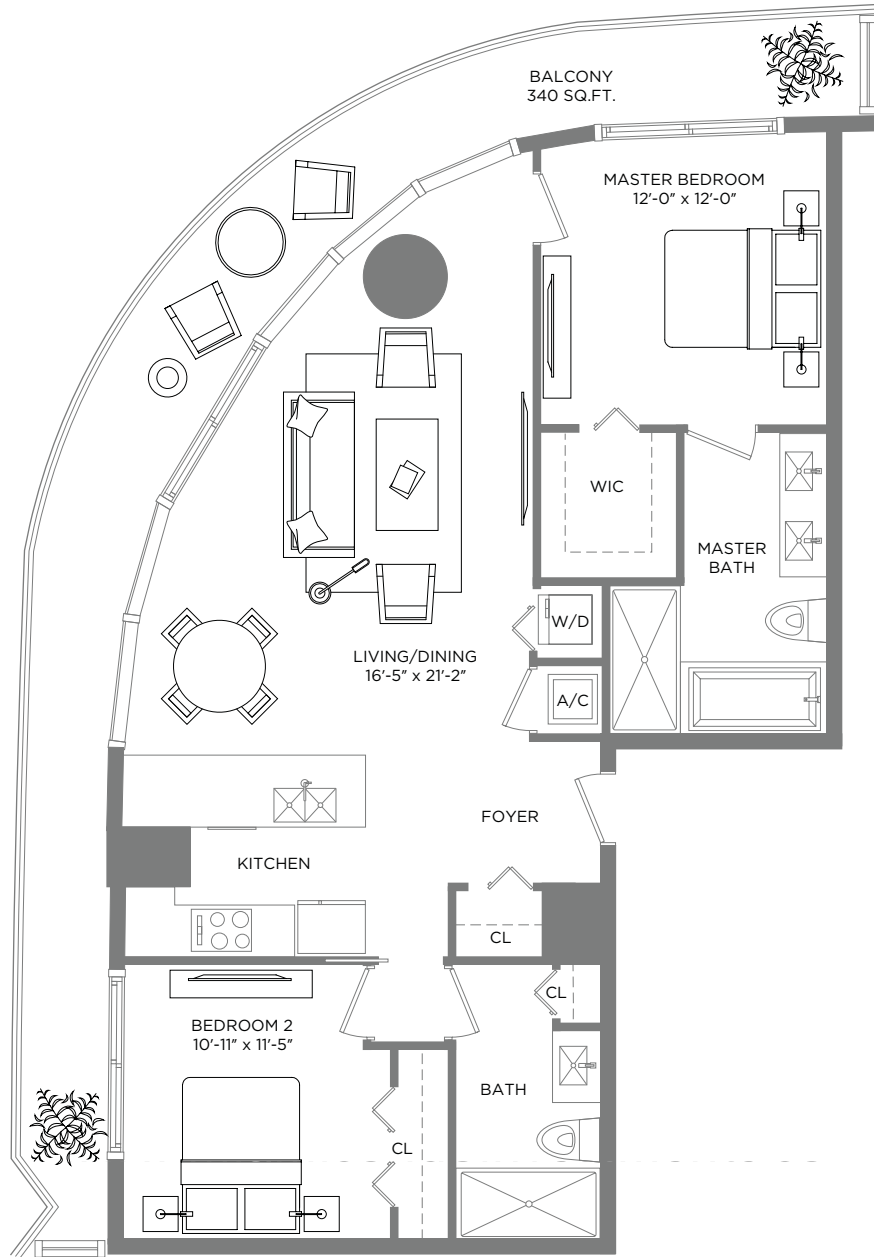 BALCONY
340 SQ.FT.
MASTER BEDROOM
12'-0" x 12'-0"
WIC
MASTER
BATH
W/D
LIVING/DINING
16'-5" x 21'-2"
A/C
FOYER
KITCHEN
CL
CL
BEDROOM 2
10'-11" x 11'-5"
BATH
CL